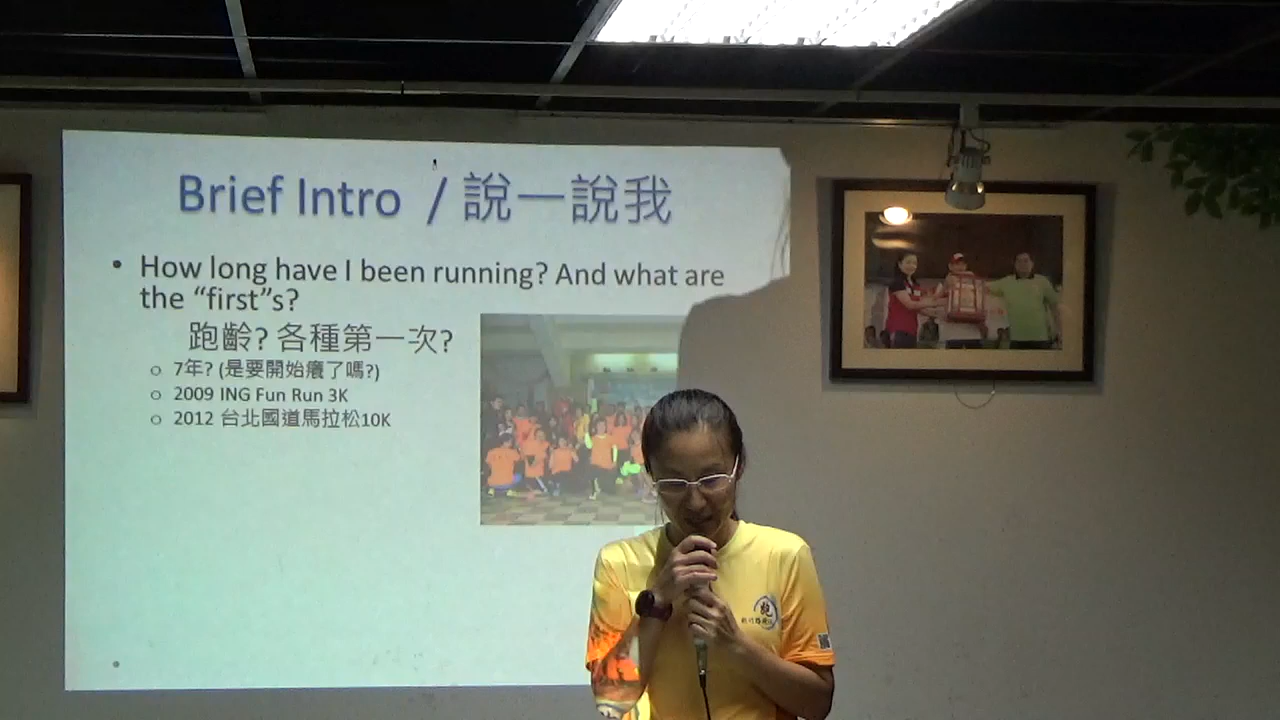 Brief Intro / 說一說我
• How long have I been running? And what are
the “first”s?
跑齡? 各種第一次?
o 7年? (是要開始癢了嗎?)
o 2009 ING Fun Run 3K
o 2012 台北國道馬拉松10K
跑